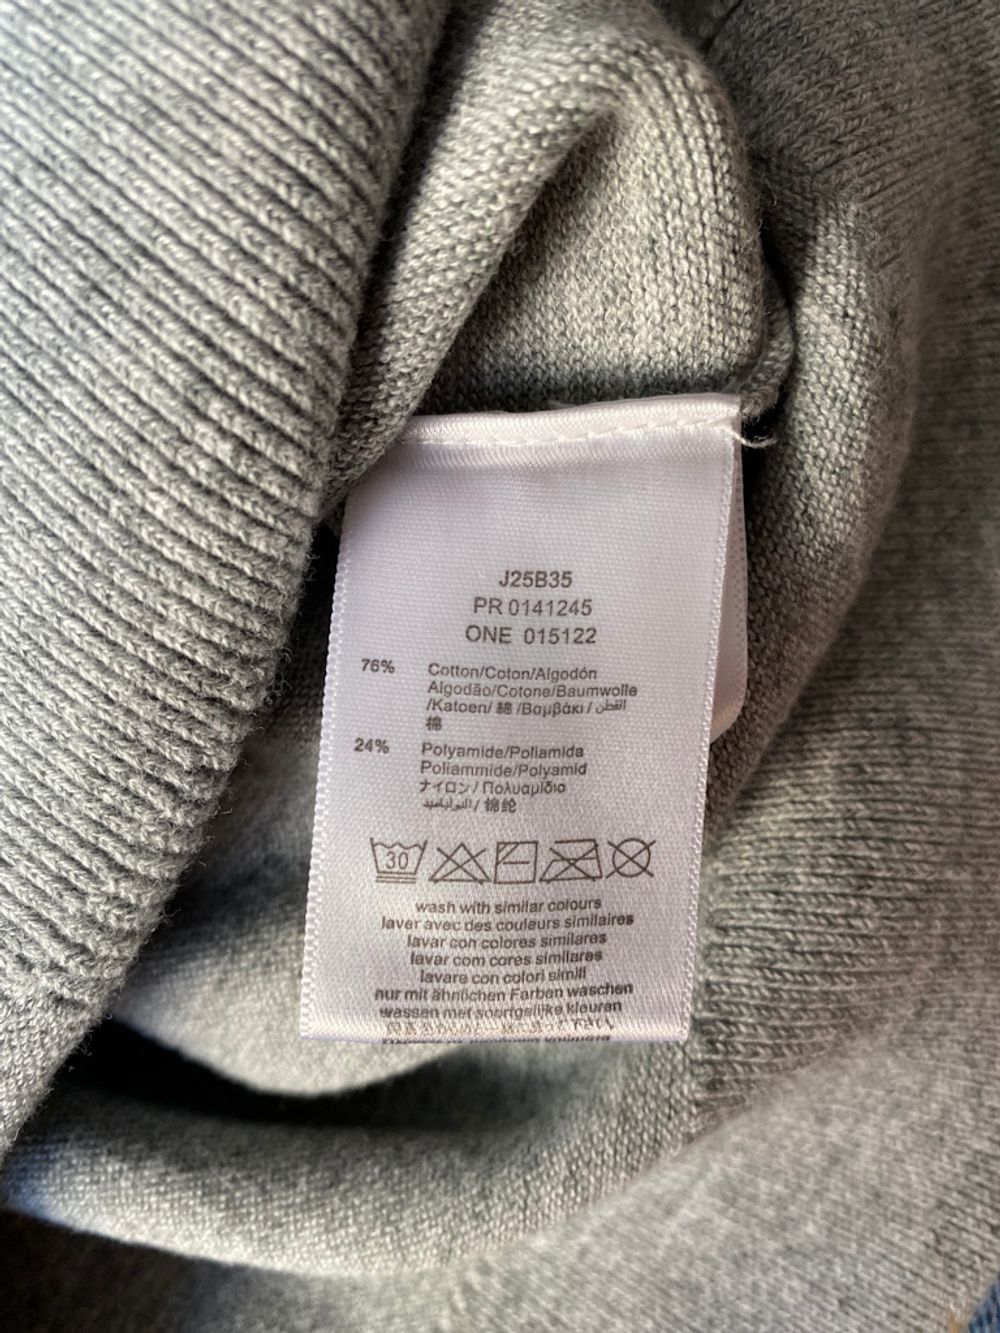 J25B35
PR 0141245
ONE 015122
76% Cotton/Coton/Algodón
Algodão/Cotone/Baumwolle
/Katoen/ 綿 /Βαμβάκι / القطن
棉
24% Polyamide/Poliamida
Poliammide/Polyamid
ナイロン / Πολυαμίδιο
/ 锦纶
30
wash with similar colours
laver avec des couleurs similaires
lavar con colores similares
lavar com cores similares
lavare con colori simili
nur mit ähnlichen Farben waschen
wassen met soortgelijke kleuren